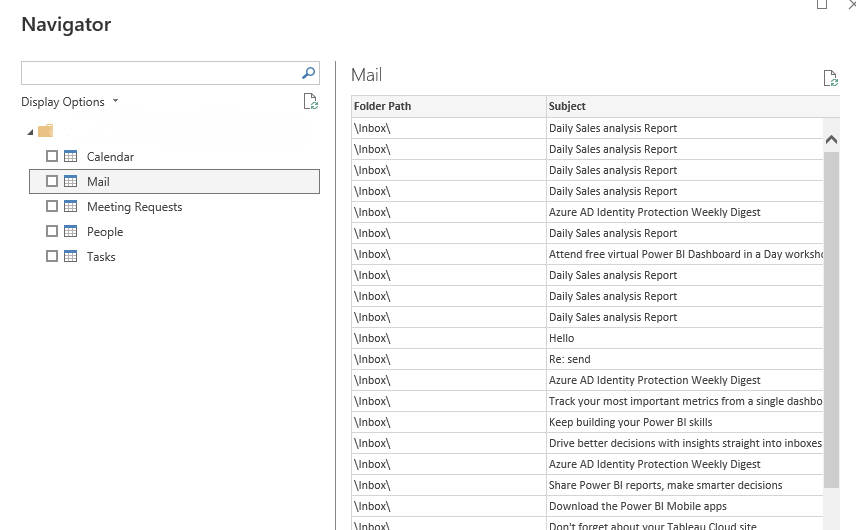 Navigator
Display Options
Calendar
Mail
Meeting Requests
People
Tasks
Mail
Folder Path Subject
\Inbox\ Daily Sales analysis Report
\Inbox\ Daily Sales analysis Report
\Inbox\ Daily Sales analysis Report
\Inbox\ Daily Sales analysis Report
\Inbox\ Azure AD Identity Protection Weekly Digest
\Inbox\ Daily Sales analysis Report
\Inbox\ Attend free virtual Power BI Dashboard in a Day worksho
\Inbox\ Daily Sales analysis Report
\Inbox\ Daily Sales analysis Report
\Inbox\ Daily Sales analysis Report
\Inbox\ Hello
\Inbox\ Re: send
\Inbox\ Azure AD Identity Protection Weekly Digest
\Inbox\ Track your most important metrics from a single dashbo
\Inbox\ Keep building your Power BI skills
\Inbox\ Drive better decisions with insights straight into inboxes
\Inbox\ Azure AD Identity Protection Weekly Digest
\Inbox\ Share Power BI reports, make smarter decisions
\Inbox\ Download the Power BI Mobile apps
\Inbox\ Don't forget about your Tableau Cloud site